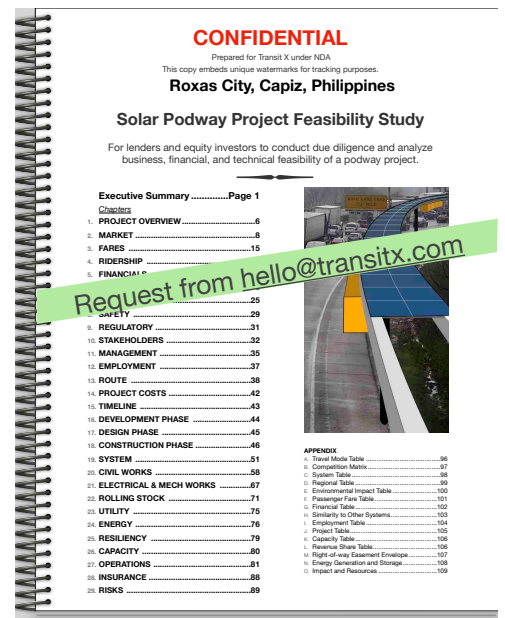 CONFIDENTIAL
Prepared for Transit X under NDA
This copy embeds unique watermarks for tracking purposes.
Roxas City, Capiz, Philippines
Solar Podway Project Feasibility Study
For lenders and equity investors to conduct due diligence and analyze
business, financial, and technical feasibility of a podway project.
Executive Summary ..............Page 1
Chapters
1. PROJECT OVERVIEW ..................................6
2. MARKET ..................................................8
3. FARES ..................................................15
4. RIDERSHIP
5. FINANCIALS
Request from hello@transitx.com
25
8. SAFETY ..................................................29
9. REGULATORY ..........................................31
10. STAKEHOLDERS ......................................32
11. MANAGEMENT ........................................35
12. EMPLOYMENT .........................................37
13. ROUTE ..................................................38
14. PROJECT COSTS ......................................42
15. TIMELINE ...............................................43
16. DEVELOPMENT PHASE ..............................44
17. DESIGN PHASE ........................................45
18. CONSTRUCTION PHASE .............................46
19. SYSTEM .................................................51
20. CIVIL WORKS ..........................................58
21. ELECTRICAL & MECH WORKS ....................67
22. ROLLING STOCK ......................................71
23. UTILITY .................................................75
24. ENERGY .................................................76
25. RESILIENCY ............................................79
26. CAPACITY ..............................................80
27. OPERATIONS ...........................................81
28. INSURANCE .............................................88
29. RISKS ....................................................89
APPENDIX
A. Travel Mode Table ....................................96
B. Competition Matrix ...................................97
C. System Table ...........................................98
D. Regional Table .........................................99
E. Environmental Impact Table ......................100
F. Passenger Fare Table ...............................101
G. Financial Table ........................................102
H. Similarity to Other Systems ......................103
I. Employment Table ....................................104
J. Project Table ...........................................105
K. Capacity Table .........................................106
L. Revenue Share Table .................................106
M. Right-of-way Easement Envelope ................107
N. Energy Generation and Storage ..................108
O. Impact and Resources ..............................109